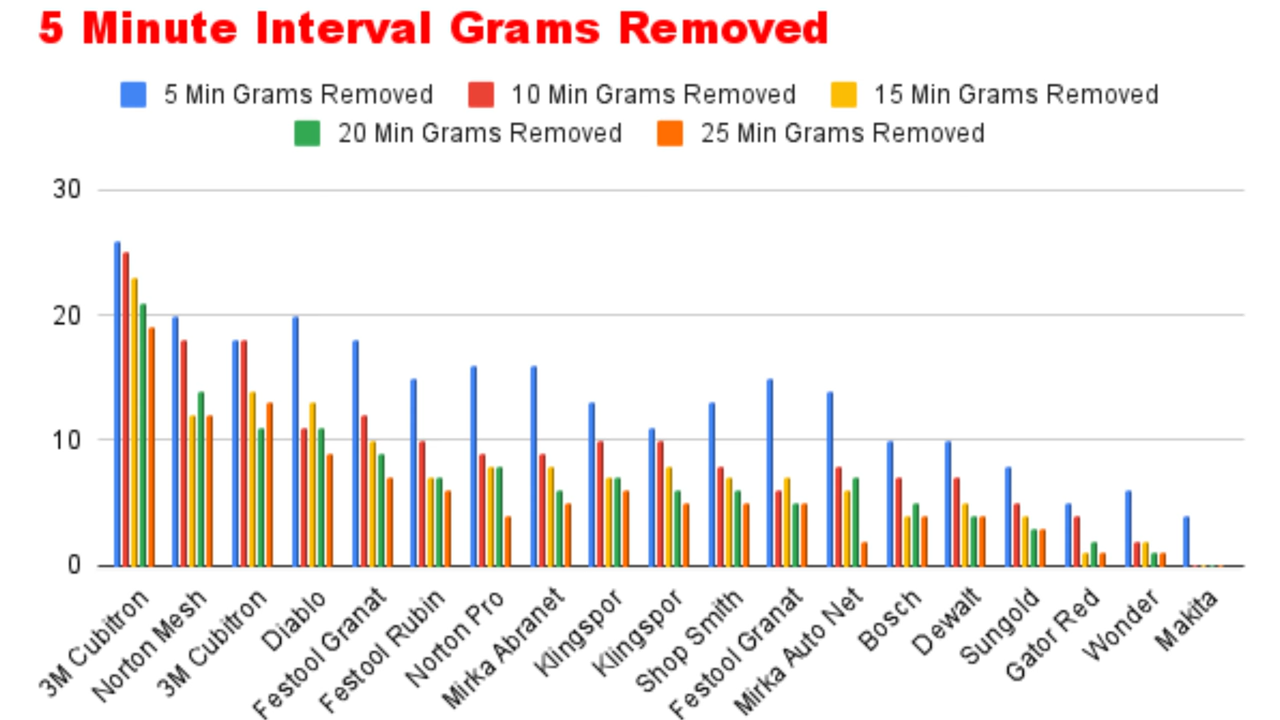 5 Minute Interval Grams Removed
5 Min Grams Removed 10 Min Grams Removed 15 Min Grams Removed
20 Min Grams Removed 25 Min Grams Removed
30
20
10
0
3M Cubitron
Norton Mesh
3M Cubitron
Diablo
Festool Granat
Festool Rubin
Norton Pro
Mirka Abranet
Klingspor
Klingspor
Shop Smith
Festool Granat
Mirka Auto Net
Bosch
Dewalt
Sungold
Gator Red
Wonder
Makita